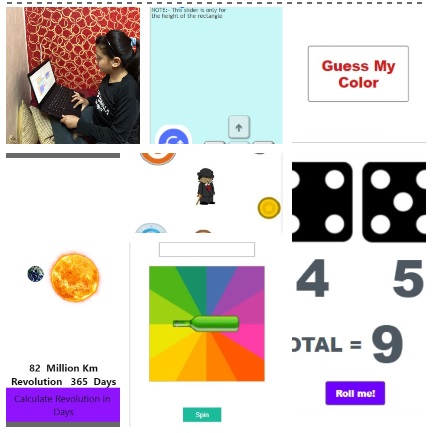 NOTE:- This slider is only for
the height of the rectangle
Guess My
Color
4 5
OTAL = 9
Roll me!
82 Million Km
Revolution 365 Days
Calculate Revolution in
Days
Spin